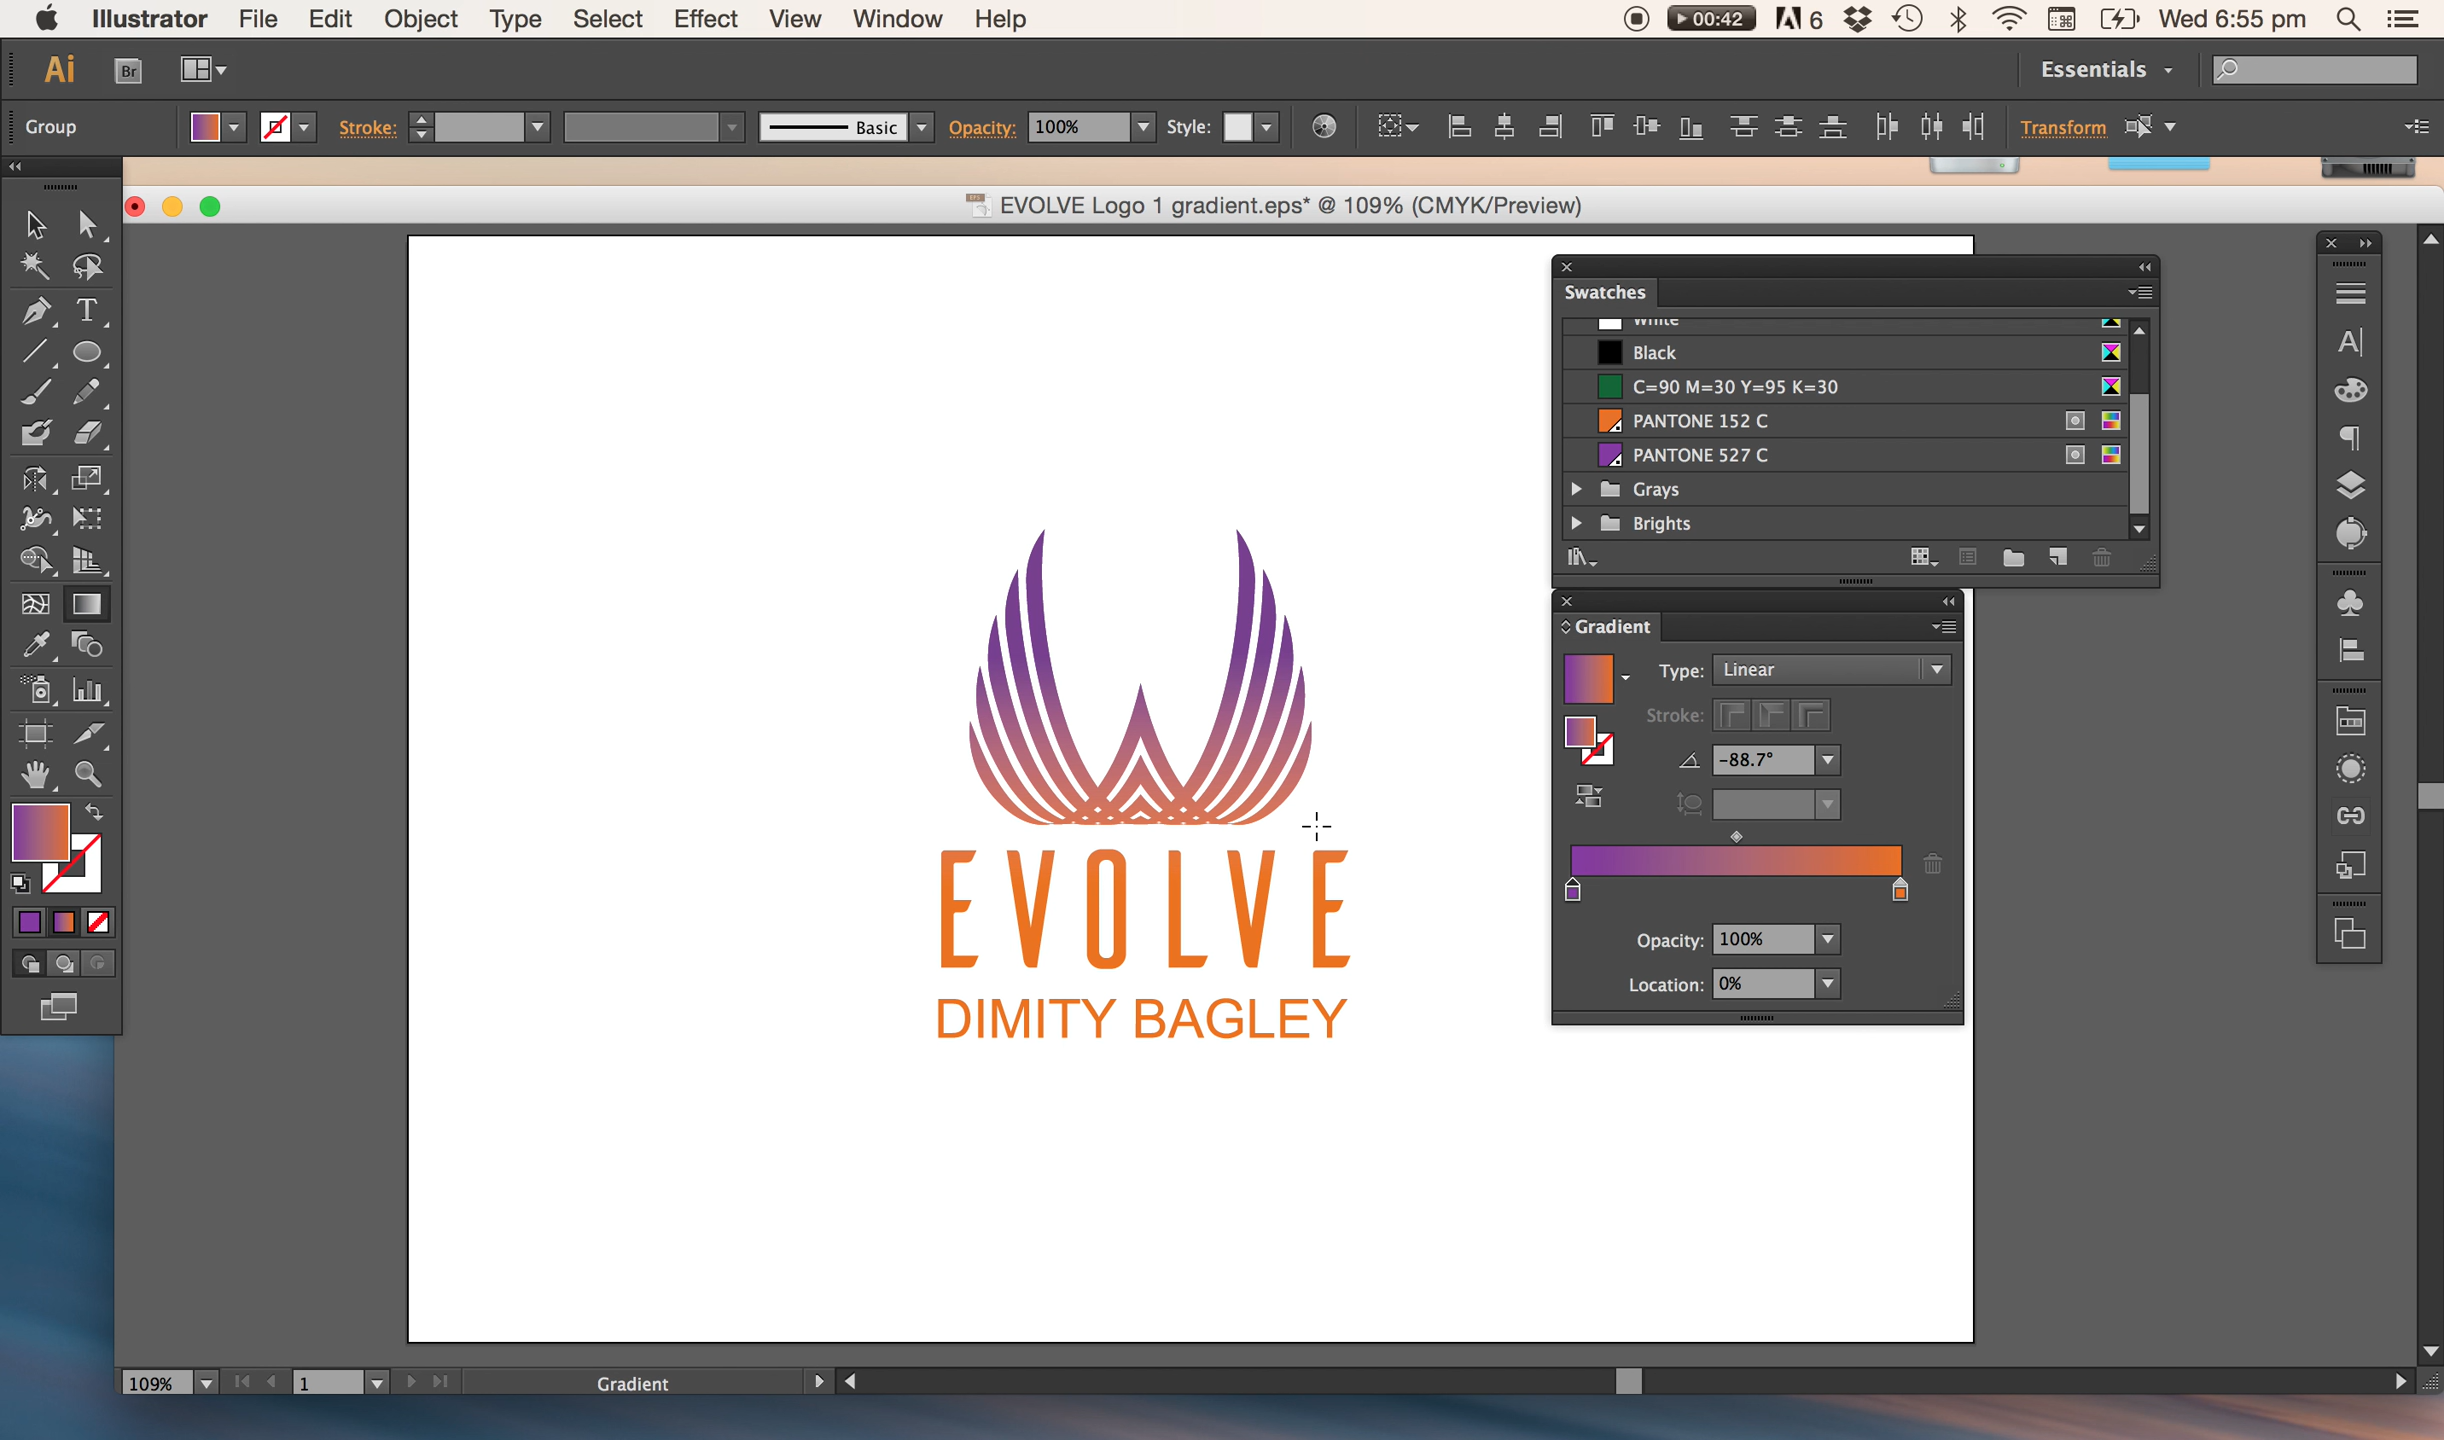 Illustrator File Edit Object Type Select Effect View Window Help 00:42 6 Wed 6:55 pm
Ai Br Essentials
Group Stroke: Basic Opacity: 100% Style: Transform
EVOLVE Logo 1 gradient.eps* @ 109% (CMYK/Preview)
Swatches
White
Black
C=90 M=30 Y=95 K=30
PANTONE 152 C
PANTONE 527 C
Grays
Brights
Gradient
Type: Linear
Stroke:
-88.7°
Opacity: 100%
Location: 0%
EVOLVE
DIMITY BAGLEY
109% 1 Gradient